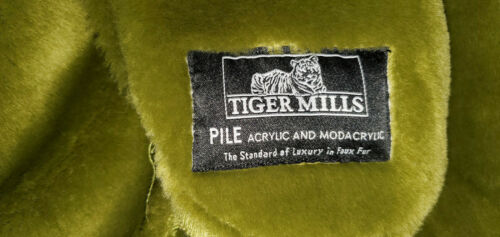 TIGER MILLS
PILE ACRYLIC AND MODACRYLIC
The Standard of Luxury in Faux Fur